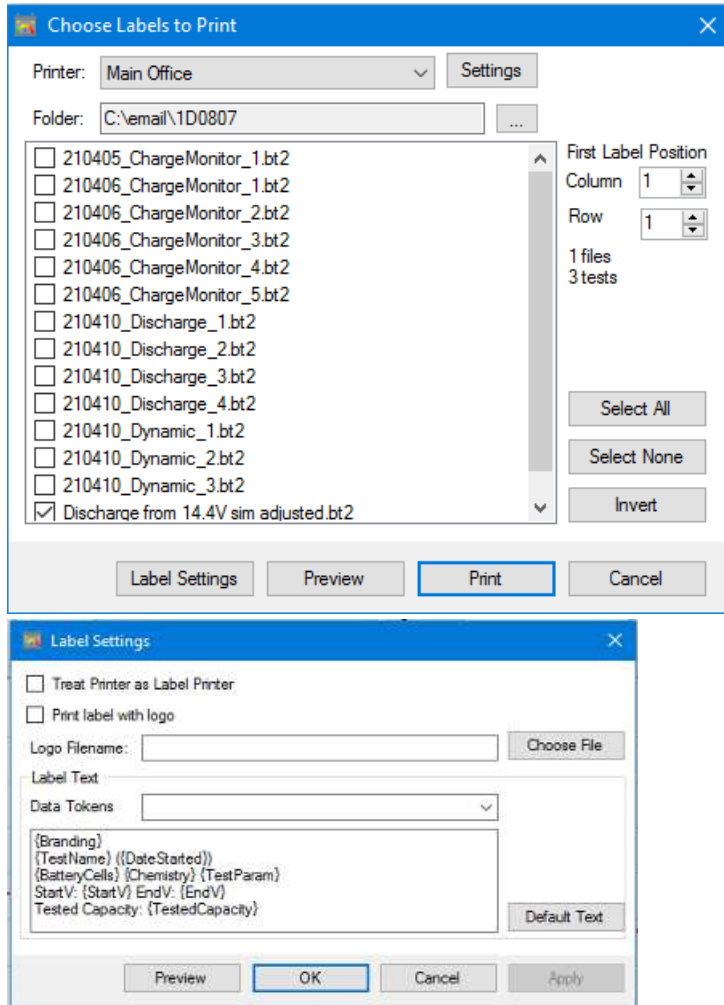 Choose Labels to Print
Printer: Main Office Settings
Folder: C:\email\1D0807 ...
210405_ChargeMonitor_1.bt2
210406_ChargeMonitor_1.bt2
210406_ChargeMonitor_2.bt2
210406_ChargeMonitor_3.bt2
210406_ChargeMonitor_4.bt2
210406_ChargeMonitor_5.bt2
210410_Discharge_1.bt2
210410_Discharge_2.bt2
210410_Discharge_3.bt2
210410_Discharge_4.bt2
210410_Dynamic_1.bt2
210410_Dynamic_2.bt2
210410_Dynamic_3.bt2
Discharge from 14.4V sim adjusted.bt2
First Label Position
Column 1
Row 1
1 files
3 tests
Select All
Select None
Invert
Label Settings Preview Print Cancel
Label Settings
Treat Printer as Label Printer
Print label with logo
Logo Filename: Choose File
Label Text
Data Tokens
{Branding}
{TestName} ({DateStarted})
{BatteryCells} {Chemistry} {TestParam}
StartV: {StartV} EndV: {EndV}
Tested Capacity: {TestedCapacity}
Default Text
Preview OK Cancel Apply